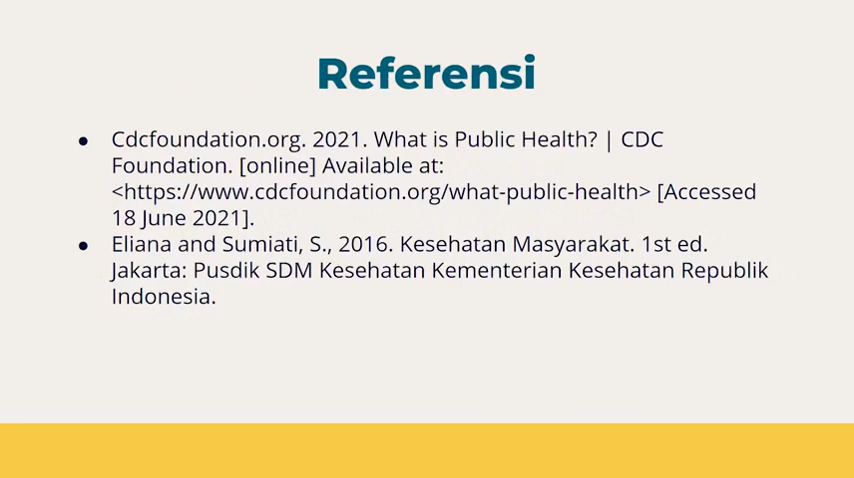 Referensi
● Cdcfoundation.org. 2021. What is Public Health? | CDC
Foundation. [online] Available at:
<https://www.cdcfoundation.org/what-public-health> [Accessed
18 June 2021].
● Eliana and Sumiati, S., 2016. Kesehatan Masyarakat. 1st ed.
Jakarta: Pusdik SDM Kesehatan Kementerian Kesehatan Republik
Indonesia.